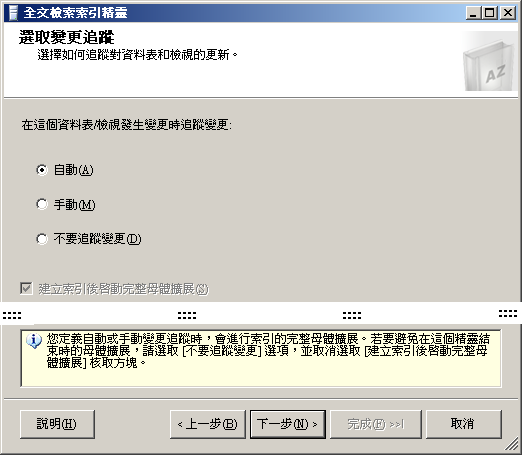 全文檢索索引精靈
選取變更追蹤
選擇如何追蹤對資料表和檢視的更新。
AZ
在這個資料表/檢視發生變更時追蹤變更:
自動(A)
手動(M)
不要追蹤變更(D)
建立索引後啟動完整母體擴展(S)
您定義自動或手動變更追蹤時，會進行索引的完整母體擴展。若要避免在這個精靈結
束時的母體擴展，請選取 [不要追蹤變更] 選項，並取消選取 [建立索引後啟動完整母
體擴展] 核取方塊。
說明(H)
< 上一步(B)
下一步(N) >
完成(F) >>|
取消